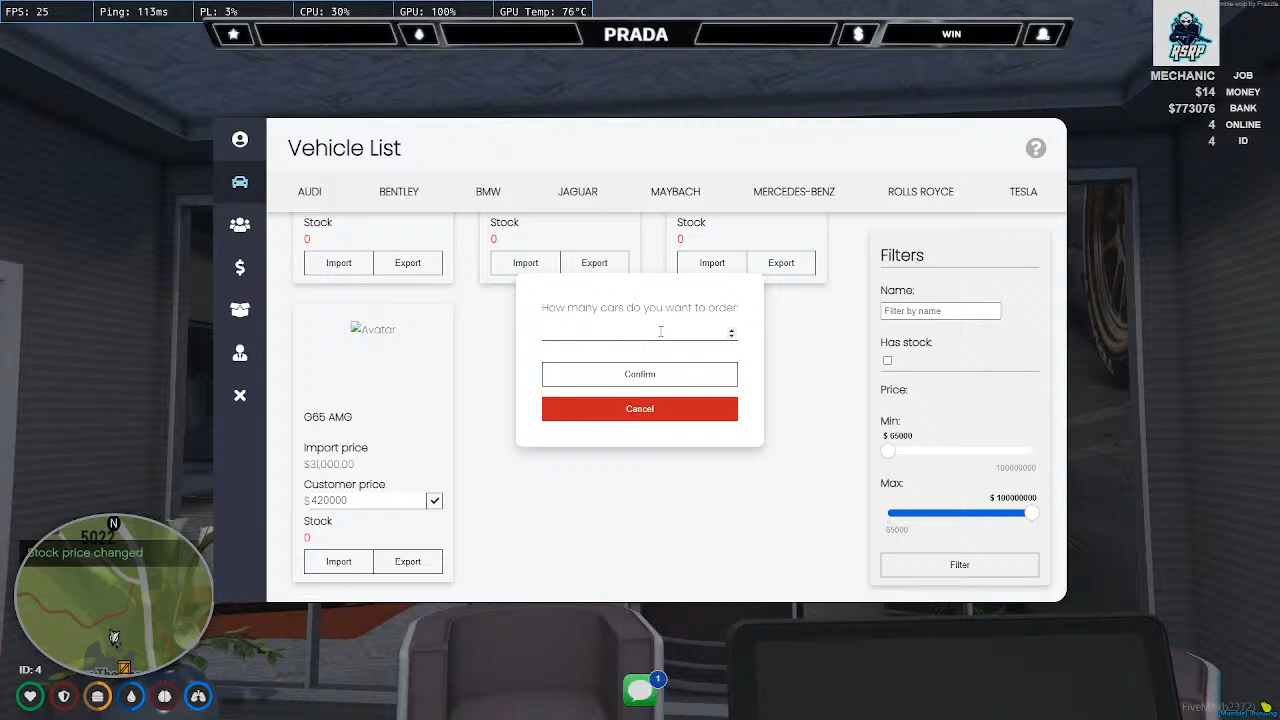 FPS: 25 Ping: 113ms PL: 3% CPU: 30% GPU: 100% GPU Temp: 76°C
PRADA
WIN
RSRP
MECHANIC JOB
$14 MONEY
$773076 BANK
4 ONLINE
4 ID
Vehicle List
?
AUDI BENTLEY BMW JAGUAR MAYBACH MERCEDES-BENZ ROLLS ROYCE TESLA
Stock Stock Stock
0 0 0
Import Export Import Export Import Export
How many cars do you want to order:
Confirm
Cancel
Avatar
G65 AMG
Import price
$31,000.00
Customer price
$420000
Stock
0
Import Export
Filters
Name:
Filter by name
Has stock:
Price:
Min:
$ 65000
100000000
Max:
$ 100000000
65000
Filter
N
5022
Stock price changed
ID: 4
1